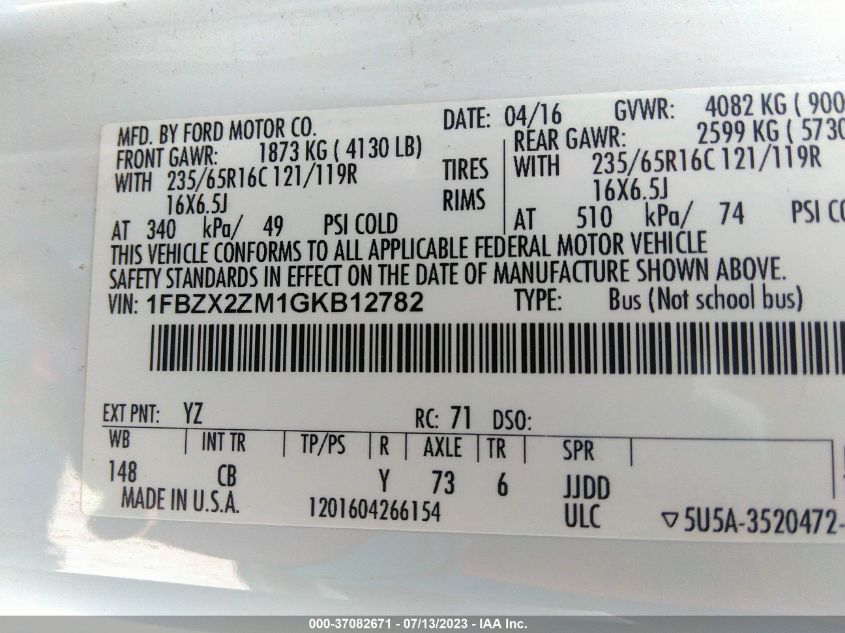 MFD. BY FORD MOTOR CO. DATE: 04/16 GVWR: 4082 KG ( 900
FRONT GAWR: 1873 KG ( 4130 LB) REAR GAWR: 2599 KG ( 5730
WITH 235/65R16C 121/119R TIRES WITH 235/65R16C 121/119R
16X6.5J RIMS 16X6.5J
AT 340 kPa/ 49 PSI COLD AT 510 kPa/ 74 PSI CO
THIS VEHICLE CONFORMS TO ALL APPLICABLE FEDERAL MOTOR VEHICLE
SAFETY STANDARDS IN EFFECT ON THE DATE OF MANUFACTURE SHOWN ABOVE.
VIN: 1FBZX2ZM1GKB12782 TYPE: Bus (Not school bus)
EXT PNT: YZ RC: 71 DSO:
WB INT TR TP/PS R AXLE TR SPR
148 CB Y 73 6 JJDD
MADE IN U.S.A. 1201604266154 ULC ▽5U5A-3520472-
000-37082671 - 07/13/2023 - IAA Inc.